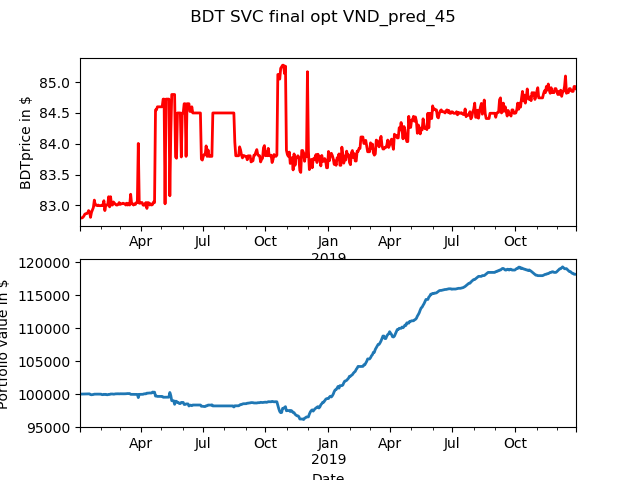 BDT SVC final opt VND_pred_45
85.0
84.5
84.0
83.5
83.0
BDTprice in $
Apr Jul Oct Jan Apr Jul Oct
2019
120000
115000
110000
105000
100000
95000
Portfolio Value in $
Apr Jul Oct Jan Apr Jul Oct
2019
Date